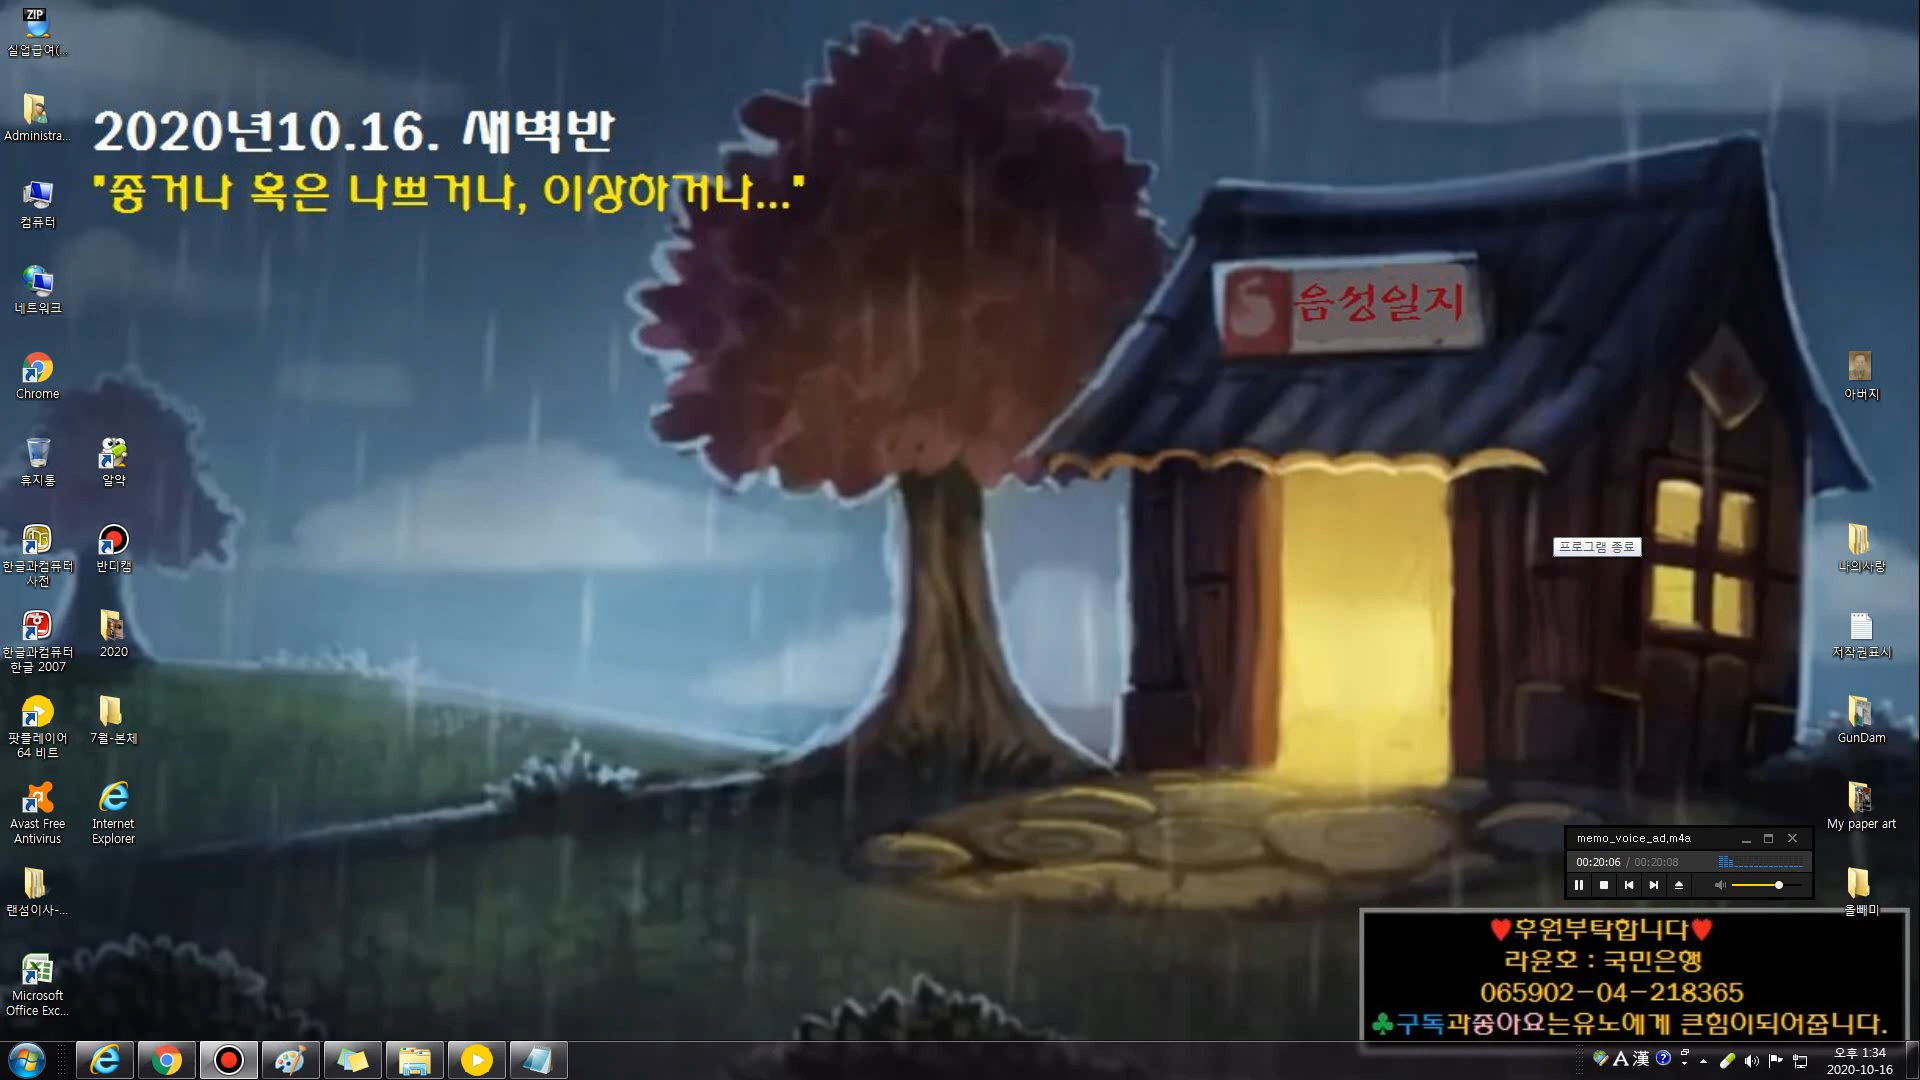 ZIP
실업급여(...
Administra...
컴퓨터
네트워크
Chrome
휴지통
알약
한글과컴퓨터
사전
반디캠
한글과컴퓨터
한글 2007
2020
팟플레이어
64 비트
7월-본체
Avast Free
Antivirus
Internet
Explorer
랜섬이사-...
Microsoft
Office Exc...
2020년10.16. 새벽반
"좋거나 혹은 나쁘거나, 이상하거나..."
S 음성일지
프로그램 종료
아버지
나의사랑
저작권표시
GunDam
My paper art
올빼미
memo_voice_ad.m4a
00:20:06 / 00:20:08
♥후원부탁합니다♥
라윤호 : 국민은행
065902-04-218365
♣구독과좋아요는유노에게 큰힘이되어줍니다.
A 漢
오후 1:34
2020-10-16